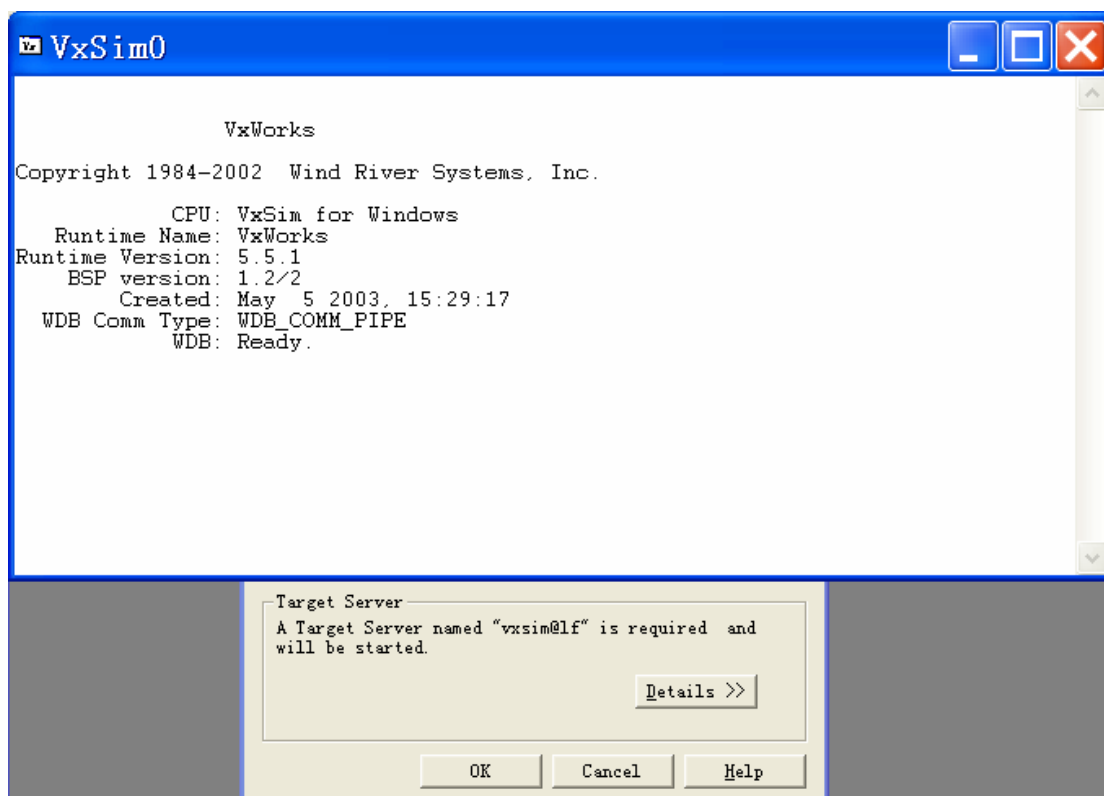 VxSim0
VxWorks
Copyright 1984-2002 Wind River Systems, Inc.
CPU: VxSim for Windows
Runtime Name: VxWorks
Runtime Version: 5.5.1
BSP version: 1.2/2
Created: May 5 2003, 15:29:17
WDB Comm Type: WDB_COMM_PIPE
WDB: Ready.
Target Server
A Target Server named "vxsim@lf" is required and
will be started.
Details >>
OK Cancel Help